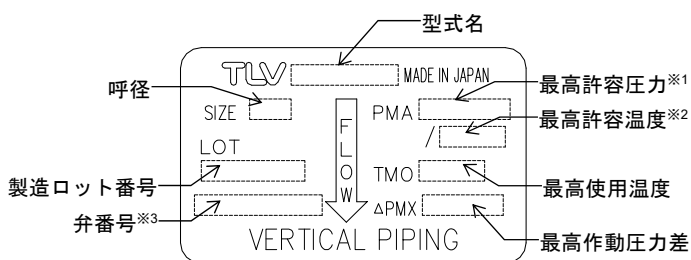 型式名
TLV MADE IN JAPAN
呼径
SIZE
PMA
最高許容圧力※1
/
最高許容温度※2
FLOW
LOT
製造ロット番号
TMO
最高使用温度
弁番号※3
ΔPMX
最高作動圧力差
VERTICAL PIPING